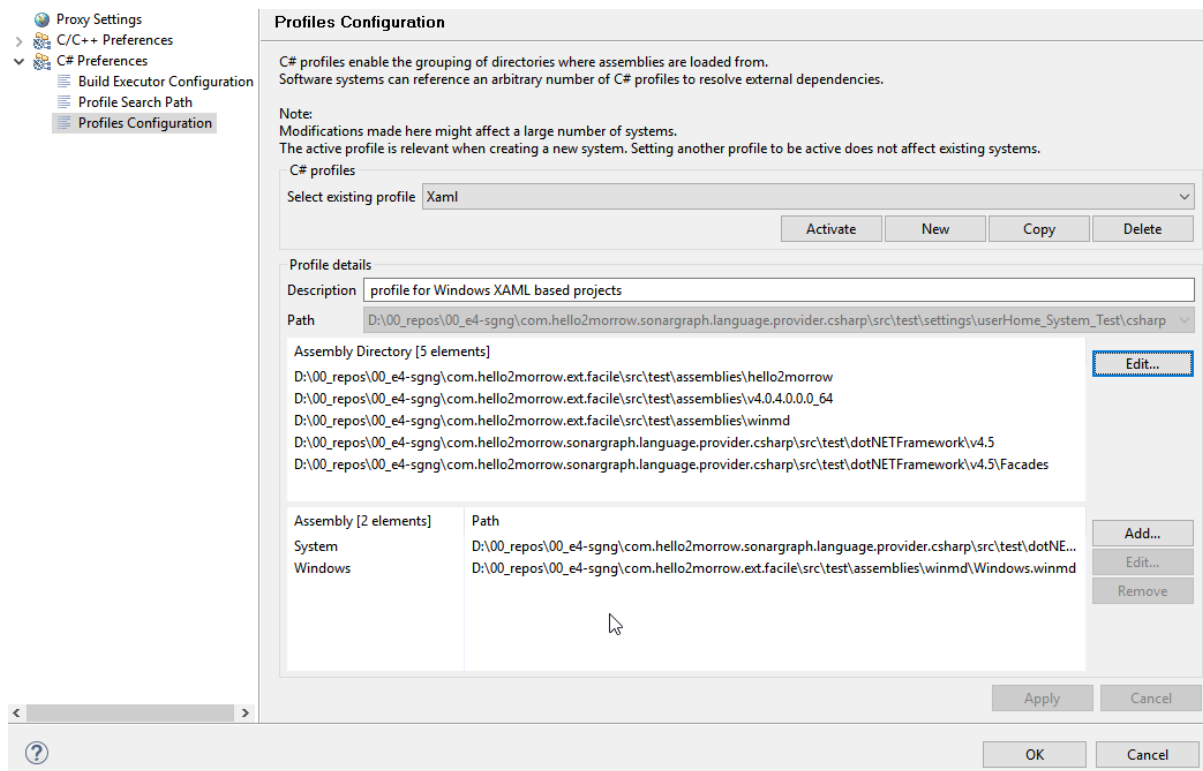 Proxy Settings
C/C++ Preferences
C# Preferences
Build Executor Configuration
Profile Search Path
Profiles Configuration
Profiles Configuration
C# profiles enable the grouping of directories where assemblies are loaded from.
Software systems can reference an arbitrary number of C# profiles to resolve external dependencies.
Note:
Modifications made here might affect a large number of systems.
The active profile is relevant when creating a new system. Setting another profile to be active does not affect existing systems.
C# profiles
Select existing profile Xaml
Activate New Copy Delete
Profile details
Description profile for Windows XAML based projects
Path D:\00_repos\00_e4-sgng\com.hello2morrow.sonargraph.language.provider.csharp\src\test\settings\userHome_System_Test\csharp
Assembly Directory [5 elements]
Edit...
D:\00_repos\00_e4-sgng\com.hello2morrow.ext.facile\src\test\assemblies\hello2morrow
D:\00_repos\00_e4-sgng\com.hello2morrow.ext.facile\src\test\assemblies\v4.0.4.0.0.0_64
D:\00_repos\00_e4-sgng\com.hello2morrow.ext.facile\src\test\assemblies\winmd
D:\00_repos\00_e4-sgng\com.hello2morrow.sonargraph.language.provider.csharp\src\test\dotNETFramework\v4.5
D:\00_repos\00_e4-sgng\com.hello2morrow.sonargraph.language.provider.csharp\src\test\dotNETFramework\v4.5\Facades
Assembly [2 elements] Path
Add...
System D:\00_repos\00_e4-sgng\com.hello2morrow.sonargraph.language.provider.csharp\src\test\dotNE...
Windows D:\00_repos\00_e4-sgng\com.hello2morrow.ext.facile\src\test\assemblies\winmd\Windows.winmd
Edit...
Remove
Apply Cancel
? OK Cancel